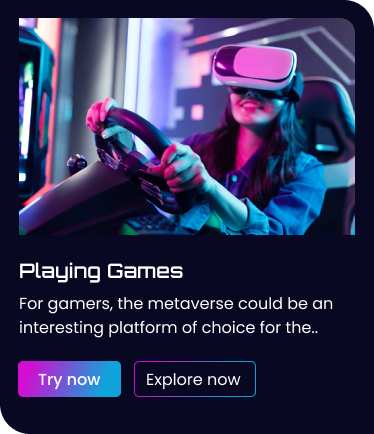 Playing Games
For gamers, the metaverse could be an
interesting platform of choice for the..
Try now
Explore now